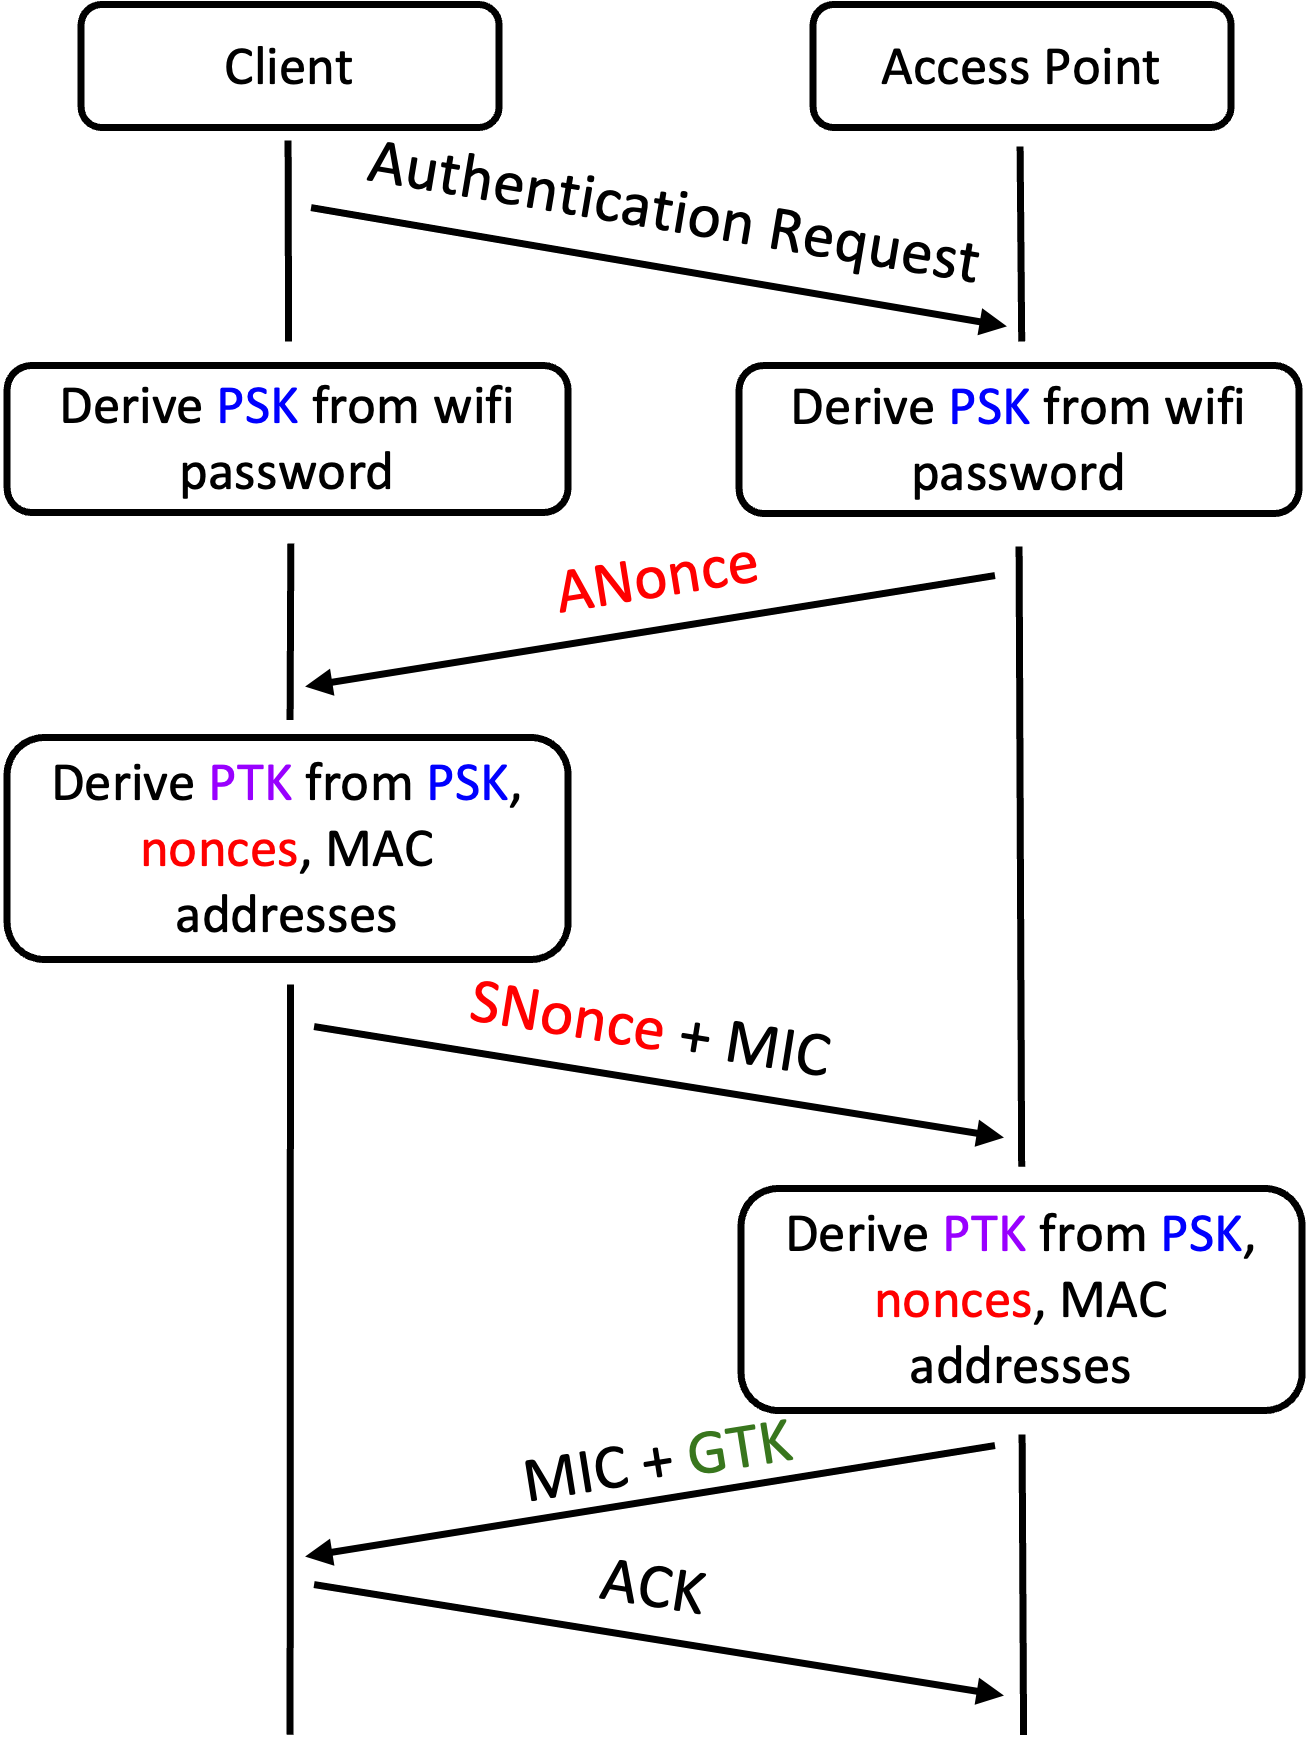 Client
Access Point
Authentication Request
Derive PSK from wifi
password
Derive PSK from wifi
password
ANonce
Derive PTK from PSK,
nonces, MAC
addresses
SNonce + MIC
Derive PTK from PSK,
nonces, MAC
addresses
MIC + GTK
ACK